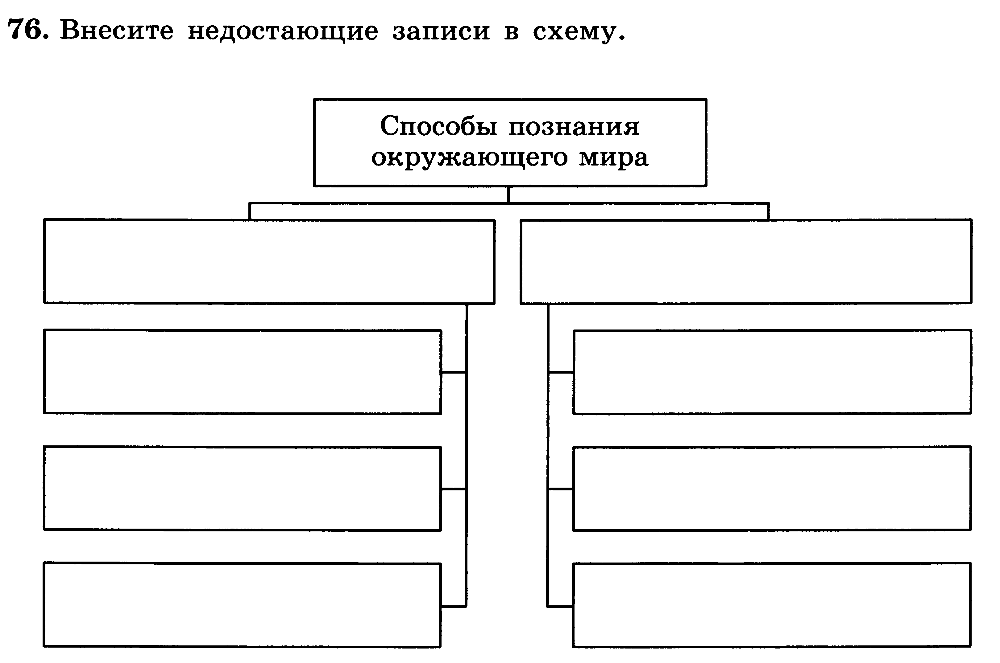 76. Внесите недостающие записи в схему.
Способы познания
окружающего мира